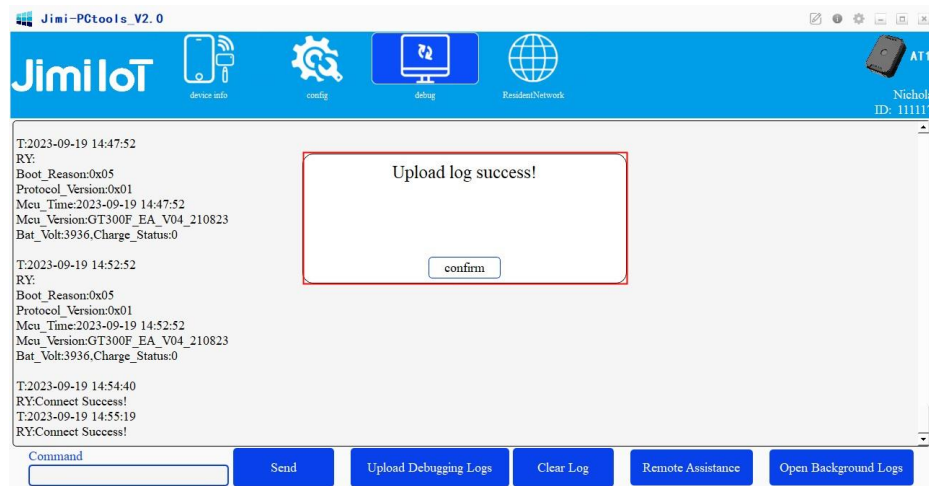 Jimi-PCtools_V2.0
JimiIoT
device info
config
debug
ResidentNetwork
T:2023-09-19 14:47:52
RY:
Boot_Reason:0x05
Protocol_Version:0x01
Mcu_Time:2023-09-19 14:47:52
Mcu_Version:GT300F_EA_V04_210823
Bat_Volt:3936,Charge_Status:0
T:2023-09-19 14:52:52
RY:
Boot_Reason:0x05
Protocol_Version:0x01
Mcu_Time:2023-09-19 14:52:52
Mcu_Version:GT300F_EA_V04_210823
Bat_Volt:3936,Charge_Status:0
T:2023-09-19 14:54:40
RY:Connect Success!
T:2023-09-19 14:55:19
RY:Connect Success!
Upload log success!
confirm
Command
Send
Upload Debugging Logs
Clear Log
Remote Assistance
Open Background Logs